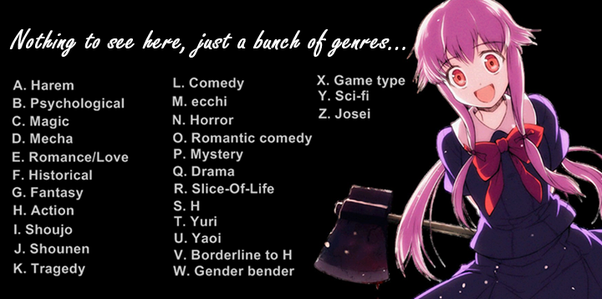 Nothing to see here, just a bunch of genres...
A. Harem
B. Psychological
C. Magic
D. Mecha
E. Romance/Love
F. Historical
G. Fantasy
H. Action
I. Shoujo
J. Shounen
K. Tragedy
L. Comedy
M. ecchi
N. Horror
O. Romantic comedy
P. Mystery
Q. Drama
R. Slice-Of-Life
S. H
T. Yuri
U. Yaoi
V. Borderline to H
W. Gender bender
X. Game type
Y. Sci-fi
Z. Josei